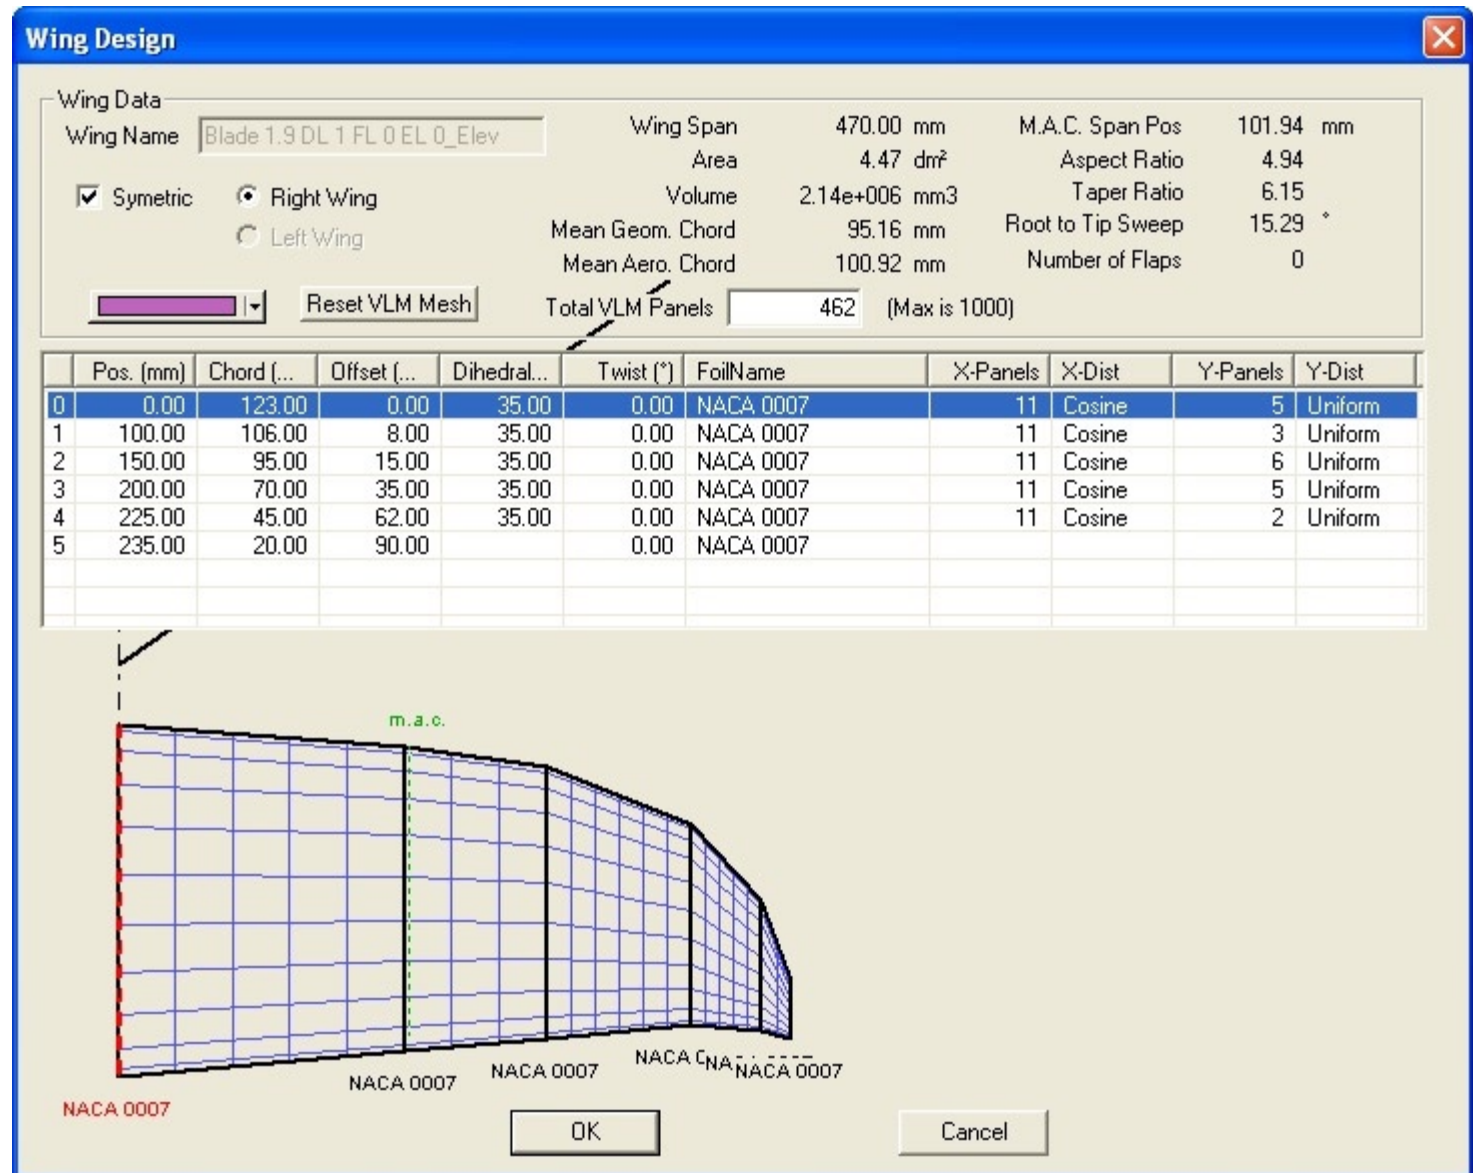 Wing Design
Wing Data
Wing Name Blade 1.9 DL 1 FL 0 EL 0_Elev Wing Span 470.00 mm M.A.C. Span Pos 101.94 mm
Area 4.47 dm² Aspect Ratio 4.94
Symetric Right Wing Volume 2.14e+006 mm3 Taper Ratio 6.15
Left Wing Mean Geom. Chord 95.16 mm Root to Tip Sweep 15.29 °
Mean Aero. Chord 100.92 mm Number of Flaps 0
Reset VLM Mesh Total VLM Panels 462 (Max is 1000)
Pos. (mm) Chord (... Offset (... Dihedral... Twist (°) FoilName X-Panels X-Dist Y-Panels Y-Dist
0 0.00 123.00 0.00 35.00 0.00 NACA 0007 11 Cosine 5 Uniform
1 100.00 106.00 8.00 35.00 0.00 NACA 0007 11 Cosine 3 Uniform
2 150.00 95.00 15.00 35.00 0.00 NACA 0007 11 Cosine 6 Uniform
3 200.00 70.00 35.00 35.00 0.00 NACA 0007 11 Cosine 5 Uniform
4 225.00 45.00 62.00 35.00 0.00 NACA 0007 11 Cosine 2 Uniform
5 235.00 20.00 90.00 0.00 NACA 0007
m.a.c.
NACA 0007 NACA 0007 NACA NACA 0007
NACA 0007
OK Cancel